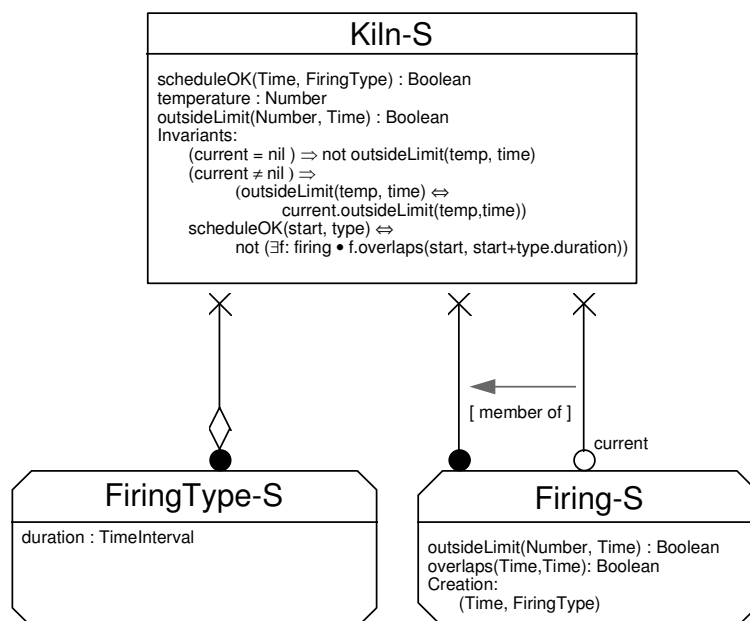 Kiln-S
scheduleOK(Time, FiringType) : Boolean
temperature : Number
outsideLimit(Number, Time) : Boolean
Invariants:
(current = nil ) ⇒ not outsideLimit(temp, time)
(current ≠ nil ) ⇒
(outsideLimit(temp, time) ⇔
current.outsideLimit(temp,time))
scheduleOK(start, type) ⇔
not (∃f: firing • f.overlaps(start, start+type.duration))
[ member of ]
current
FiringType-S
duration : TimeInterval
Firing-S
outsideLimit(Number, Time) : Boolean
overlaps(Time,Time): Boolean
Creation:
(Time, FiringType)